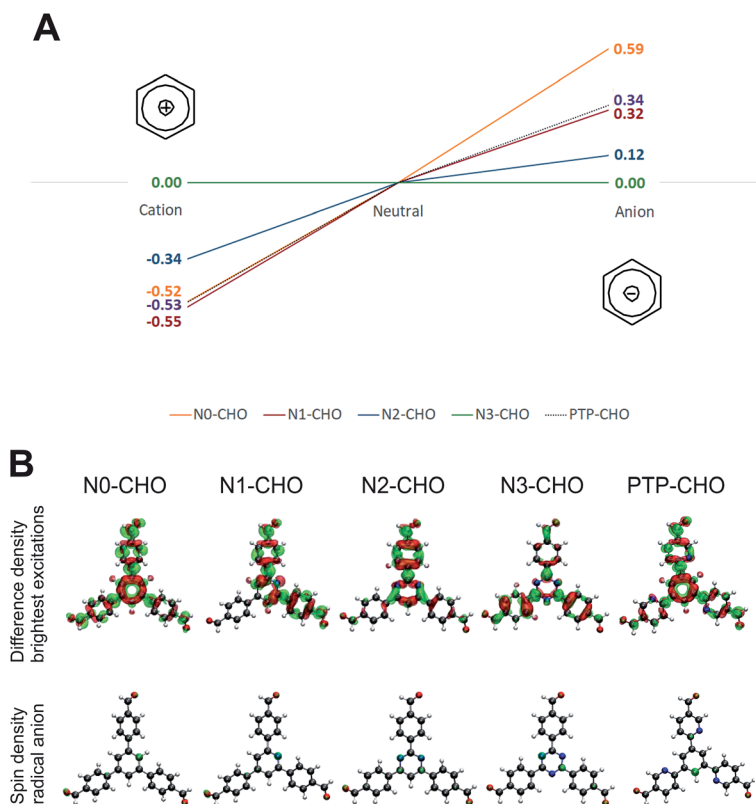 A
0.59
0.34
0.32
0.12
0.00
0.00
Cation
Neutral
Anion
-0.34
-0.52
-0.53
-0.55
N0-CHO
N1-CHO
N2-CHO
N3-CHO
PTP-CHO
B
N0-CHO
N1-CHO
N2-CHO
N3-CHO
PTP-CHO
Difference density
brightest excitations
Spin density
radical anion